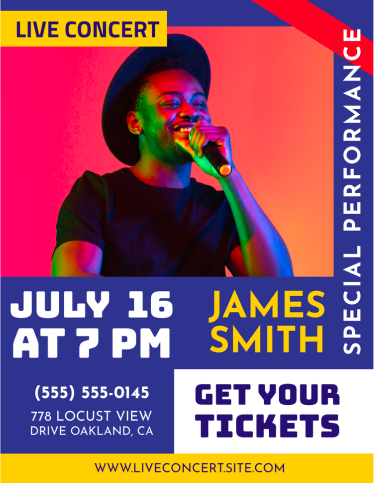 LIVE CONCERT
SPECIAL PERFORMANCE
JULY 16
AT 7 PM
JAMES
SMITH
(555) 555-0145
778 LOCUST VIEW
DRIVE OAKLAND, CA
GET YOUR
TICKETS
WWW.LIVECONCERT.SITE.COM